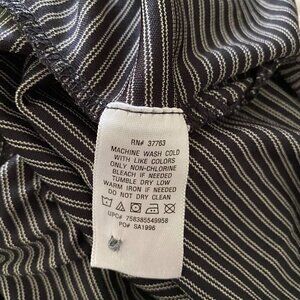 RN# 37763
MACHINE WASH COLD
WITH LIKE COLORS
ONLY NON-CHLORINE
BLEACH IF NEEDED
TUMBLE DRY LOW
WARM IRON IF NEEDED
DO NOT DRY CLEAN
UPC# 758385549958
PO# SA1996